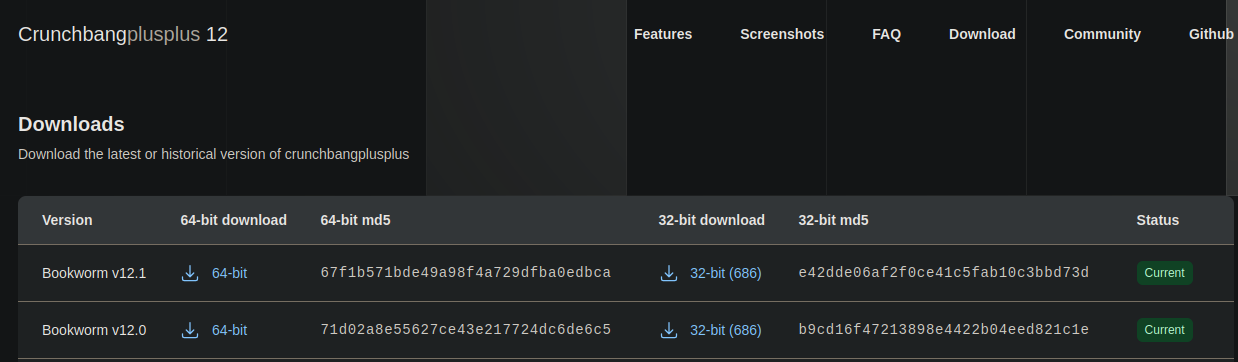 Crunchbangplusplus 12 Features Screenshots FAQ Download Community Github
Downloads
Download the latest or historical version of crunchbangplusplus
Version 64-bit download 64-bit md5 32-bit download 32-bit md5 Status
Bookworm v12.1 64-bit 67f1b571bde49a98f4a729dfba0edbca 32-bit (686) e42dde06af2f0ce41c5fab10c3bbd73d Current
Bookworm v12.0 64-bit 71d02a8e55627ce43e217724dc6de6c5 32-bit (686) b9cd16f47213898e4422b04eed821c1e Current